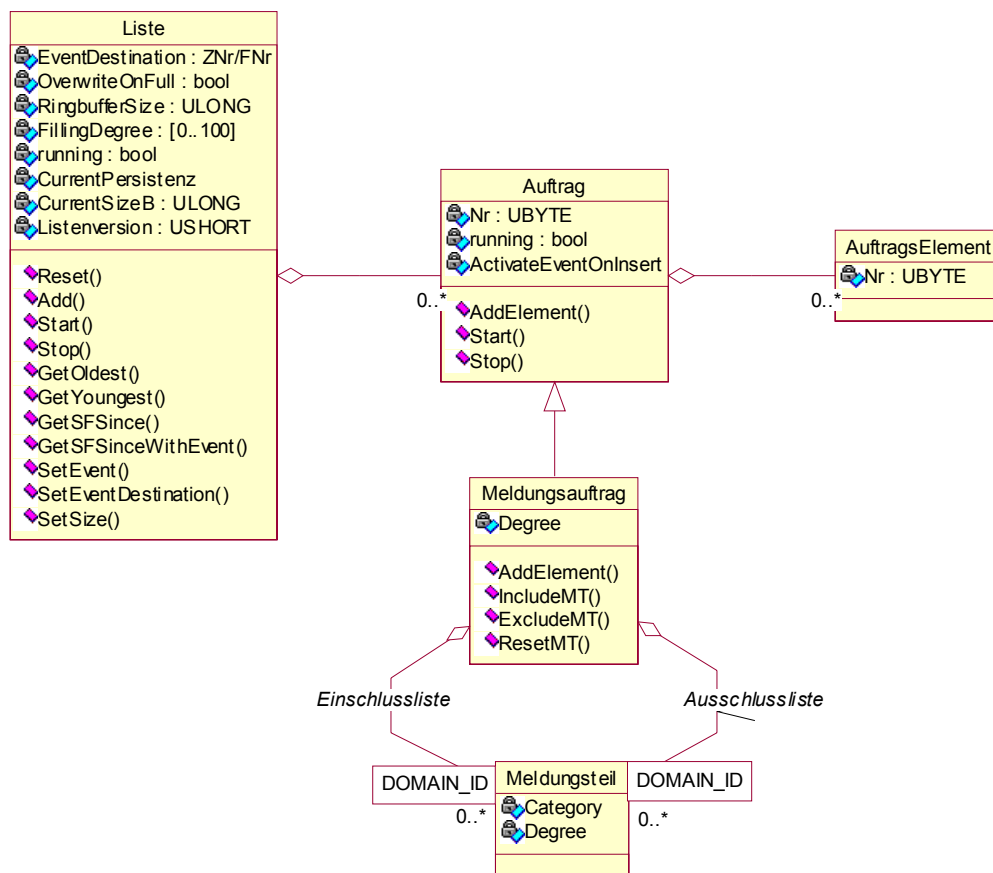 Liste
EventDestination : ZNr/FNr
OverwriteOnFull : bool
RingbufferSize : ULONG
FillingDegree : [0..100]
running : bool
CurrentPersistenz
CurrentSizeB : ULONG
Listenversion : USHORT
Reset()
Add()
Start()
Stop()
GetOldest()
GetYoungest()
GetSFSince()
GetSFSinceWithEvent()
SetEvent()
SetEventDestination()
SetSize()
0..*
Auftrag
Nr : UBYTE
running : bool
ActivateEventOnInsert
AddElement()
Start()
Stop()
0..*
AuftragsElement
Nr : UBYTE
Meldungsauftrag
Degree
AddElement()
IncludeMT()
ExcludeMT()
ResetMT()
Einschlussliste
Ausschlussliste
DOMAIN_ID
0..*
Meldungsteil
Category
Degree
DOMAIN_ID
0..*